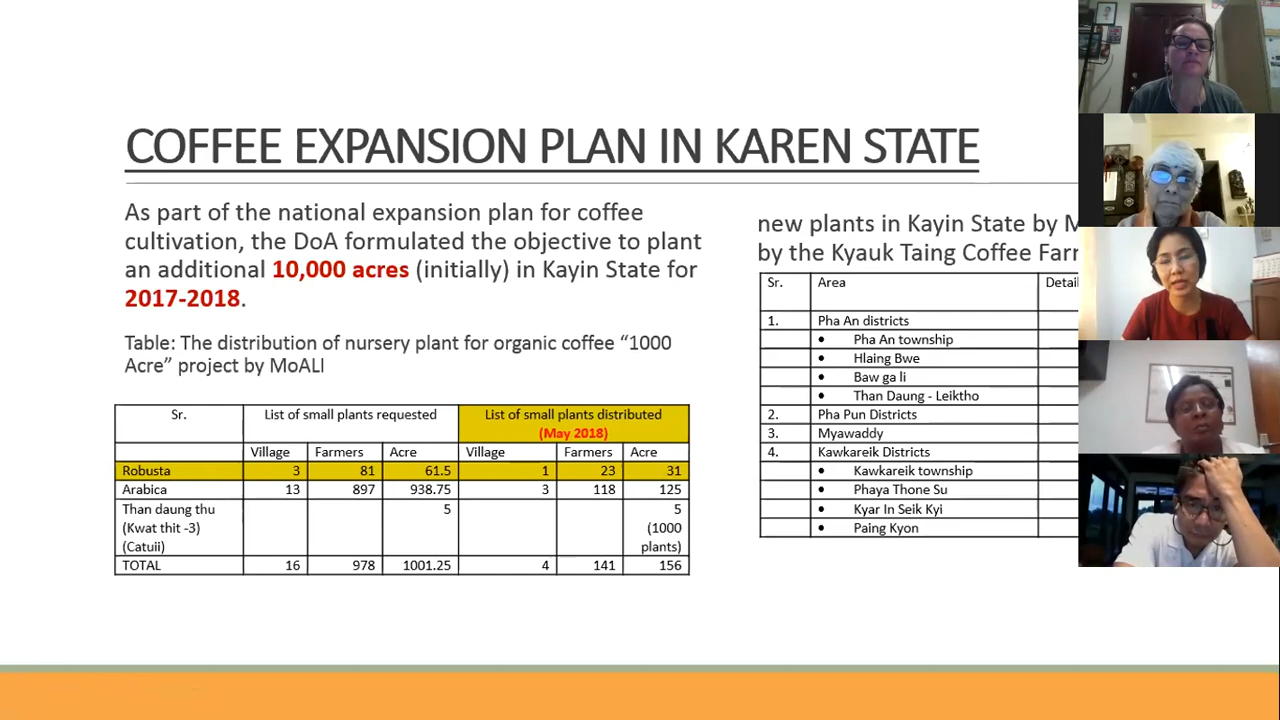 COFFEE EXPANSION PLAN IN KAREN STATE
As part of the national expansion plan for coffee
cultivation, the DoA formulated the objective to plant
an additional 10,000 acres (initially) in Kayin State for
2017-2018.
Table: The distribution of nursery plant for organic coffee “1000
Acre” project by MoALI
Sr. List of small plants requested List of small plants distributed
(May 2018)
Village Farmers Acre Village Farmers Acre
Robusta 3 81 61.5 1 23 31
Arabica 13 897 938.75 3 118 125
Than daung thu 5 5
(Kwat thit -3) (1000
(Catuii) plants)
TOTAL 16 978 1001.25 4 141 156
new plants in Kayin State by
by the Kyauk Taing Coffee
Sr. Area
1. Pha An districts
• Pha An township
• Hlaing Bwe
• Baw ga li
• Than Daung - Leiktho
2. Pha Pun Districts
3. Myawaddy
4. Kawkareik Districts
• Kawkareik township
• Phaya Thone Su
• Kyar In Seik Kyi
• Paing Kyon